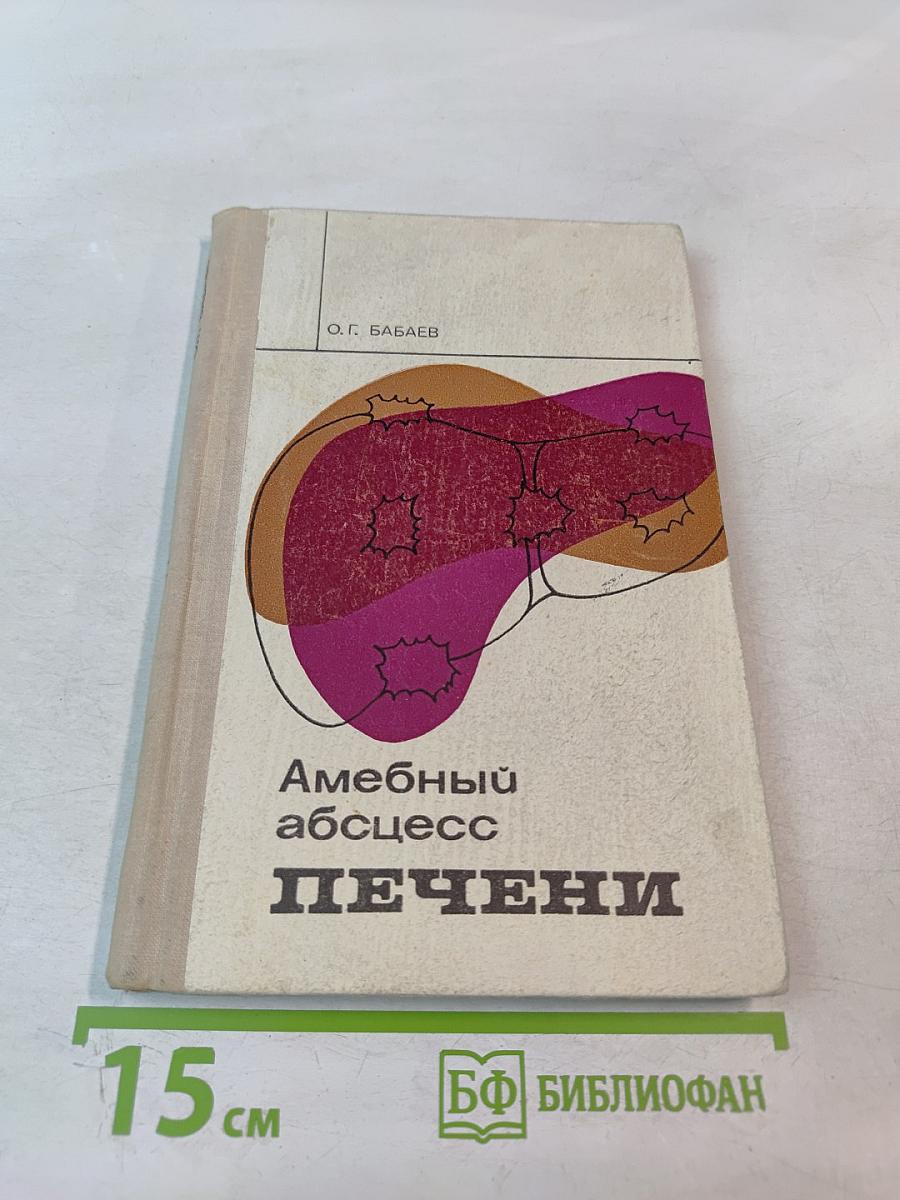 О. Г. БАБАЕВ
Амебный
абсцесс
ПЕЧЕНИ
15 см
БФ БИБЛИОФАН